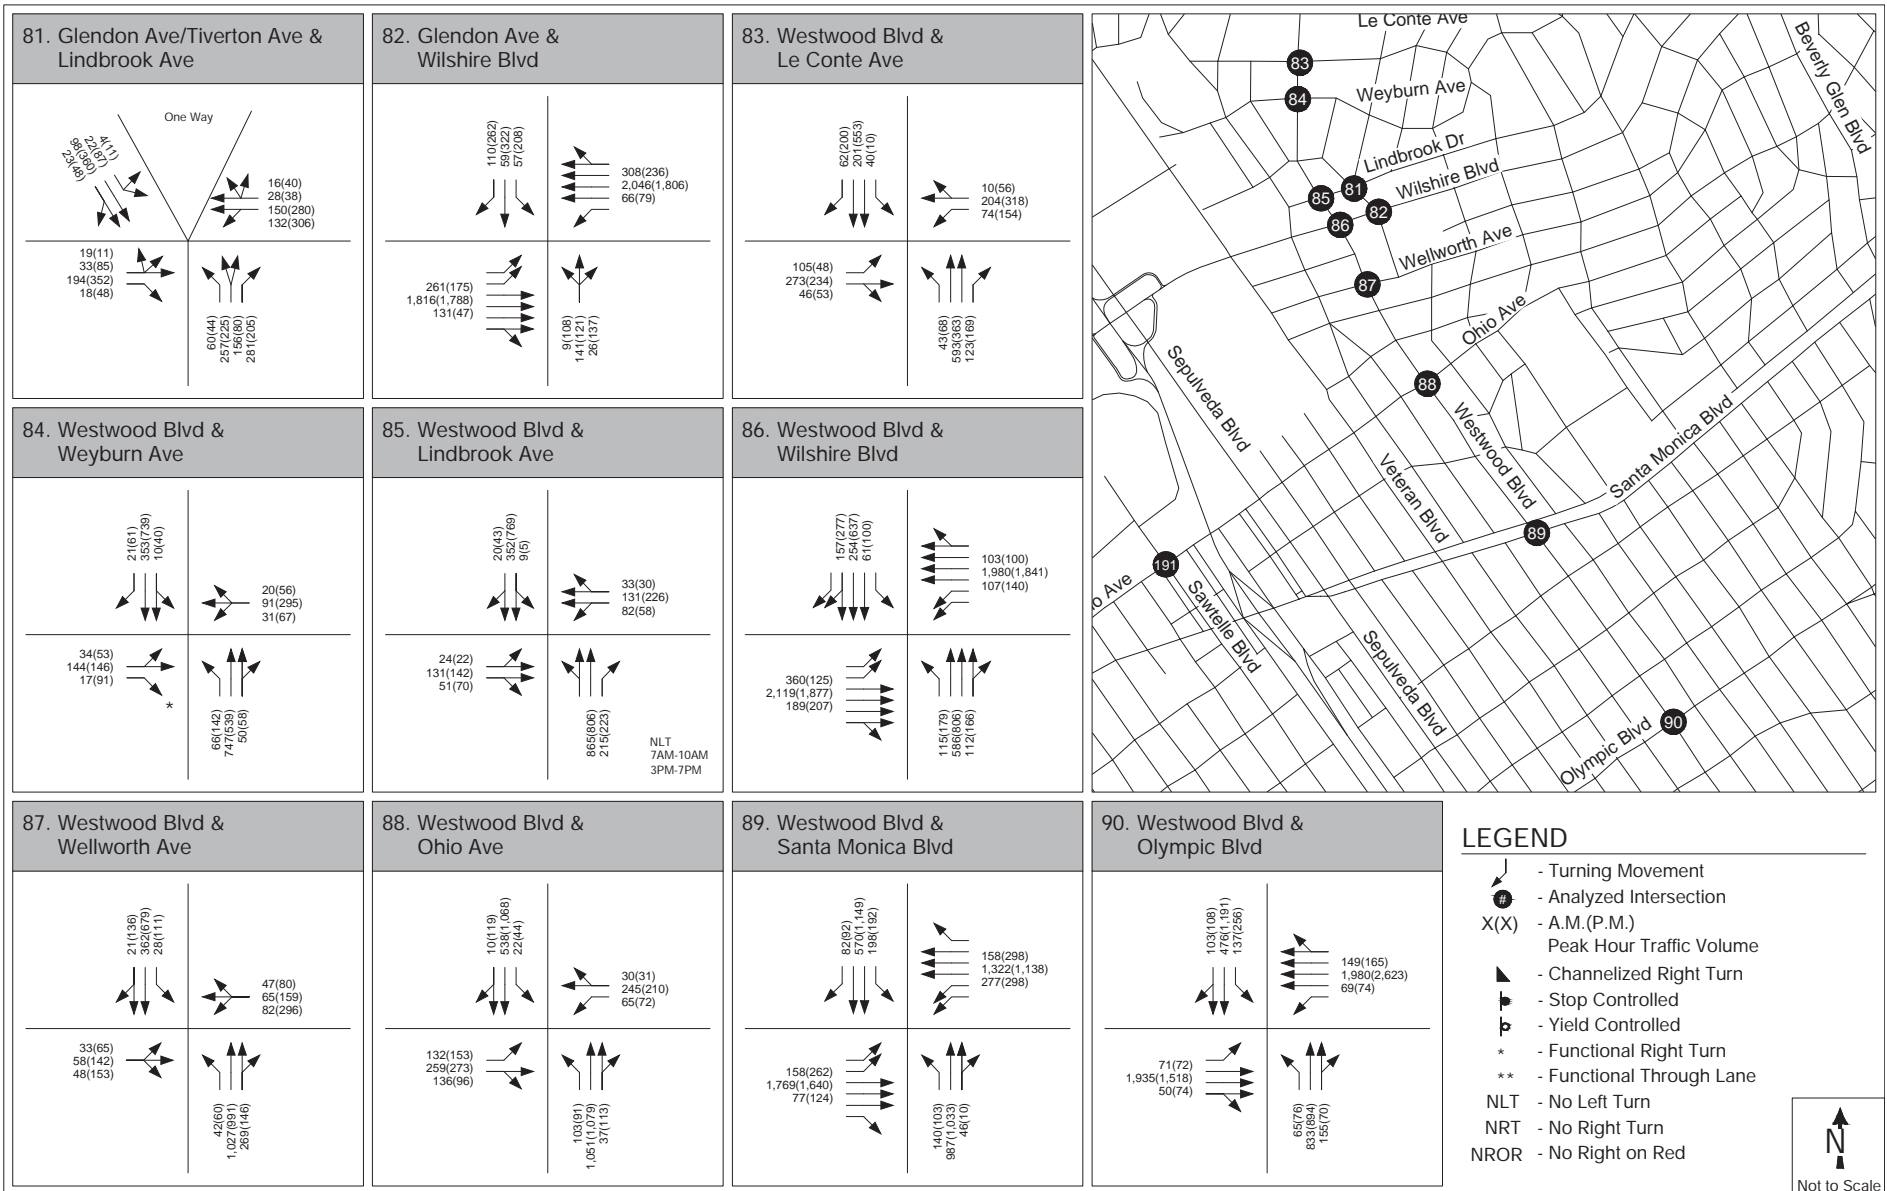 81. Glendon Ave/Tiverton Ave &
Lindbrook Ave
One Way
4(11)
22(87)
98(360)
23(48)
16(40)
28(38)
150(280)
132(306)
19(11)
33(85)
194(352)
18(48)
60(44)
257(225)
156(80)
281(205)
82. Glendon Ave &
Wilshire Blvd
110(262)
59(322)
57(208)
308(236)
2,046(1,806)
66(79)
261(175)
1,816(1,788)
131(47)
9(108)
141(121)
26(137)
83. Westwood Blvd &
Le Conte Ave
62(200)
201(553)
40(10)
10(56)
204(318)
74(154)
105(48)
273(234)
46(53)
43(68)
593(363)
123(169)
84. Westwood Blvd &
Weyburn Ave
21(61)
353(739)
10(40)
20(56)
91(295)
31(67)
34(53)
144(146)
17(91)
*
66(142)
747(539)
50(58)
85. Westwood Blvd &
Lindbrook Ave
20(43)
352(769)
9(5)
33(30)
131(226)
82(58)
24(22)
131(142)
51(70)
865(806)
215(223)
NLT
7AM-10AM
3PM-7PM
86. Westwood Blvd &
Wilshire Blvd
157(277)
254(637)
61(100)
103(100)
1,980(1,841)
107(140)
360(125)
2,119(1,877)
189(207)
115(179)
586(806)
112(166)
Le Conte Ave
Weyburn Ave
Beverly Glen Blvd
Lindbrook Dr
Wilshire Blvd
Wellworth Ave
Ohio Ave
Sepulveda Blvd
Veteran Blvd
Westwood Blvd
Santa Monica Blvd
o Ave
Sawtelle Blvd
Sepulveda Blvd
Olympic Blvd
83
84
81
85
82
86
87
88
89
191
90
87. Westwood Blvd &
Wellworth Ave
21(136)
362(679)
28(111)
47(80)
65(159)
82(296)
33(65)
58(142)
48(153)
42(60)
1,027(991)
269(146)
88. Westwood Blvd &
Ohio Ave
10(119)
538(1,068)
22(44)
30(31)
245(210)
65(72)
132(153)
259(273)
136(96)
103(91)
1,051(1,079)
37(113)
89. Westwood Blvd &
Santa Monica Blvd
82(92)
570(1,149)
198(192)
158(298)
1,322(1,138)
277(298)
158(262)
1,769(1,640)
77(124)
140(103)
987(1,033)
46(10)
90. Westwood Blvd &
Olympic Blvd
103(108)
476(1,191)
137(256)
149(165)
1,980(2,623)
69(74)
71(72)
1,935(1,518)
50(74)
65(76)
833(894)
155(70)
LEGEND
- Turning Movement
# - Analyzed Intersection
X(X) - A.M.(P.M.)
Peak Hour Traffic Volume
- Channelized Right Turn
- Stop Controlled
- Yield Controlled
* - Functional Right Turn
** - Functional Through Lane
NLT - No Left Turn
NRT - No Right Turn
NROR - No Right on Red
N
Not to Scale